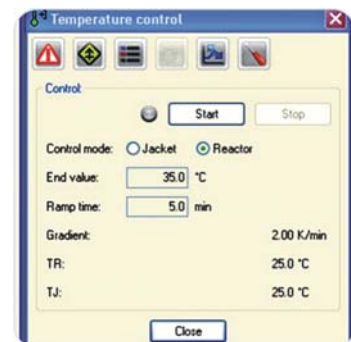 Temperature control
Control:
Start Stop
Control mode: Jacket Reactor
End value: 35.0 °C
Ramp time: 5.0 min
Gradient: 2.00 K/min
TR: 25.0 °C
TJ: 25.0 °C
Close